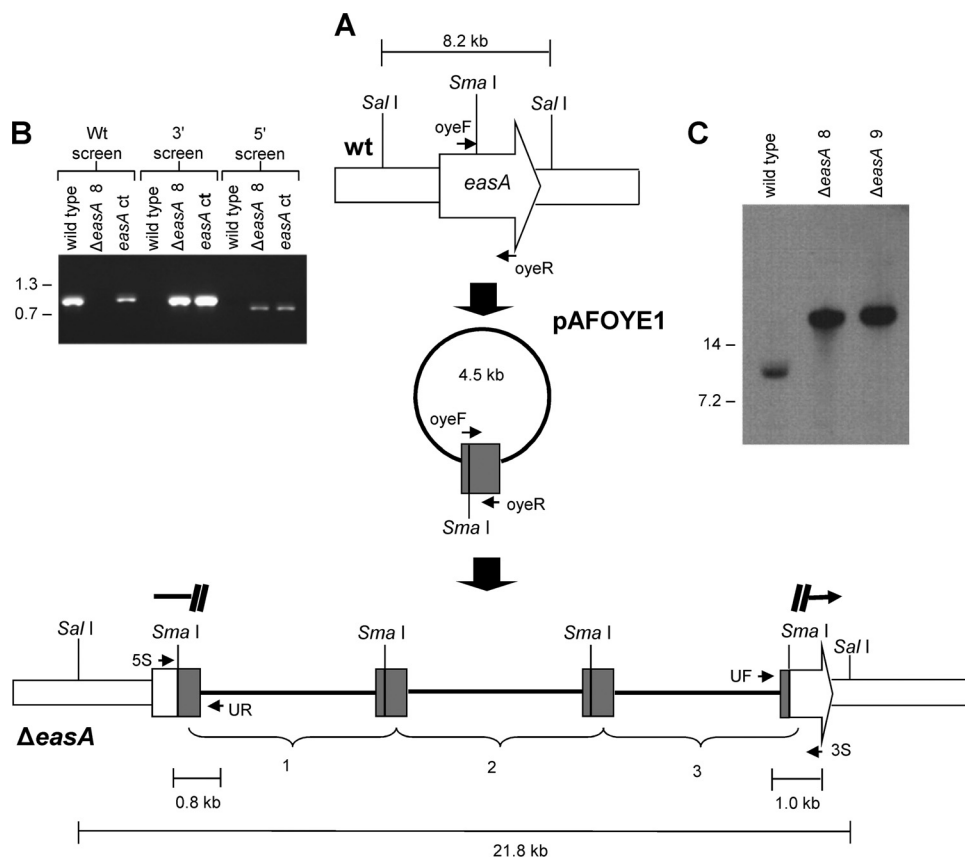 A
8.2 kb
Sma I
Sal I
Sal I
oyeF
wt
easA
oyeR
B
Wt screen
3' screen
5' screen
wild type
ΔeasA 8
easA ct
wild type
ΔeasA 8
easA ct
wild type
ΔeasA 8
easA ct
1.3 –
0.7 –
C
wild type
ΔeasA 8
ΔeasA 9
14 –
7.2 –
pAFOYE1
4.5 kb
oyeF
oyeR
Sma I
Sal I
Sma I
Sma I
Sma I
Sma I
Sal I
5S
UF
UR
3S
ΔeasA
1
2
3
0.8 kb
1.0 kb
21.8 kb